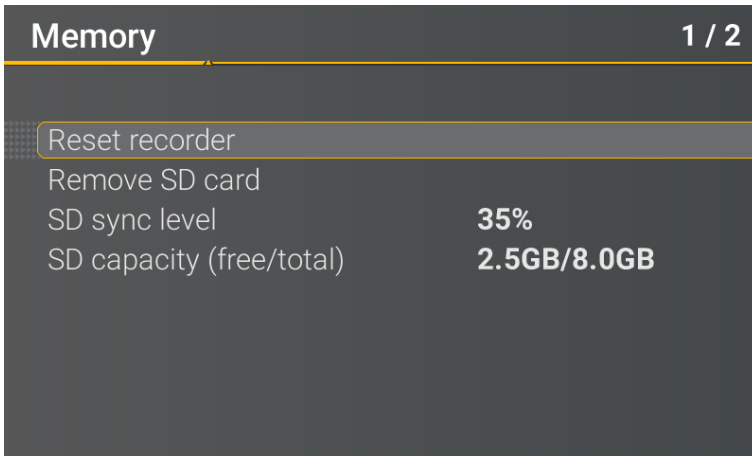 Memory 1 / 2
Reset recorder
Remove SD card
SD sync level 35%
SD capacity (free/total) 2.5GB/8.0GB